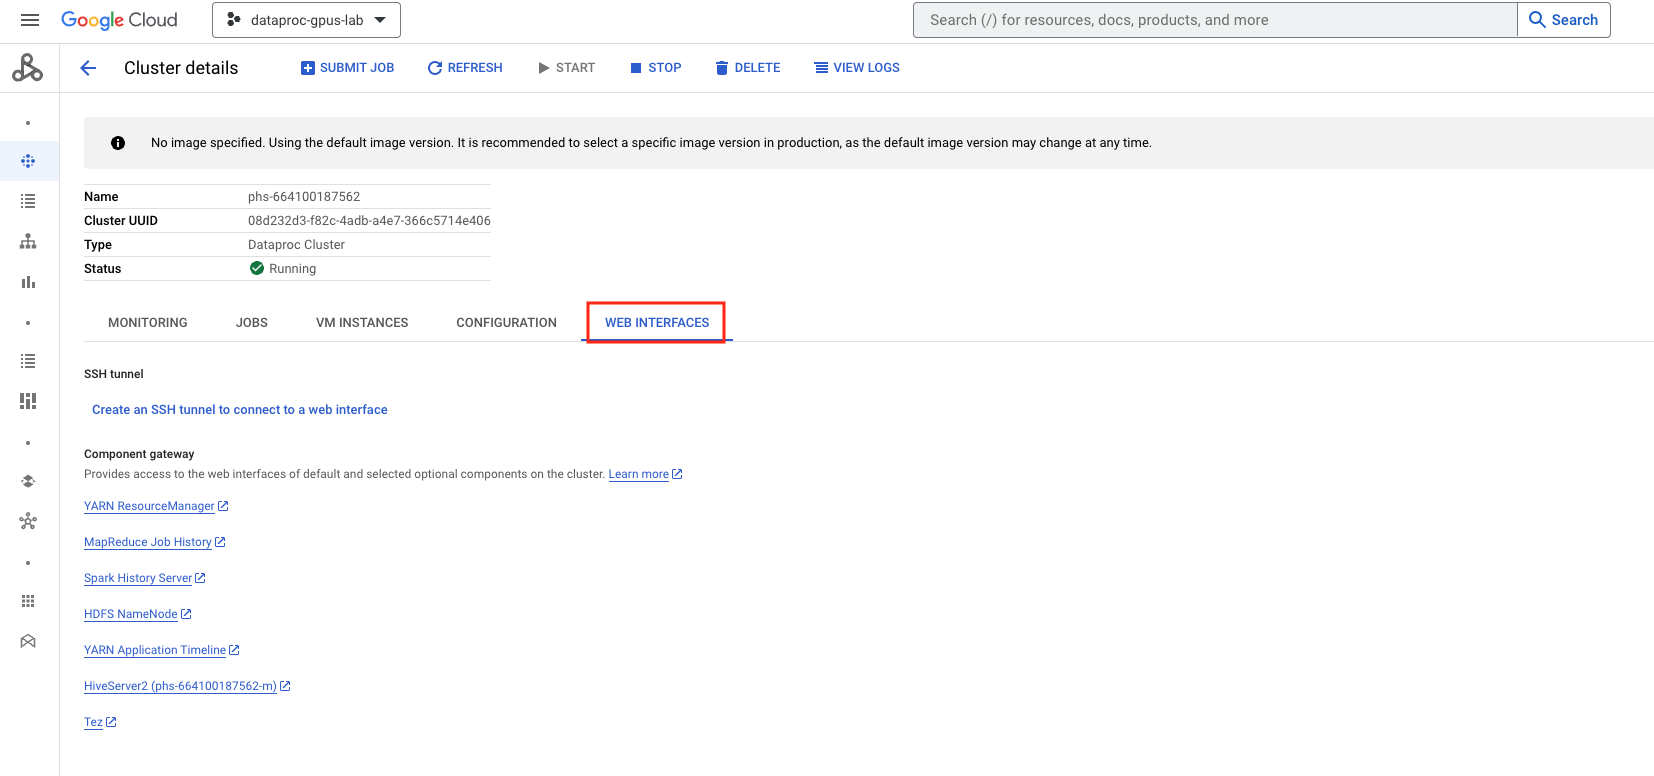 Google Cloud
dataproc-gpus-lab
Search (/) for resources, docs, products, and more
Search
Cluster details
SUBMIT JOB
REFRESH
START
STOP
DELETE
VIEW LOGS
No image specified. Using the default image version. It is recommended to select a specific image version in production, as the default image version may change at any time.
Name phs-664100187562
Cluster UUID 08d232d3-f82c-4adb-a4e7-366c5714e406
Type Dataproc Cluster
Status Running
MONITORING
JOBS
VM INSTANCES
CONFIGURATION
WEB INTERFACES
SSH tunnel
Create an SSH tunnel to connect to a web interface
Component gateway
Provides access to the web interfaces of default and selected optional components on the cluster. Learn more
YARN ResourceManager
MapReduce Job History
Spark History Server
HDFS NameNode
YARN Application Timeline
HiveServer2 (phs-664100187562-m)
Tez